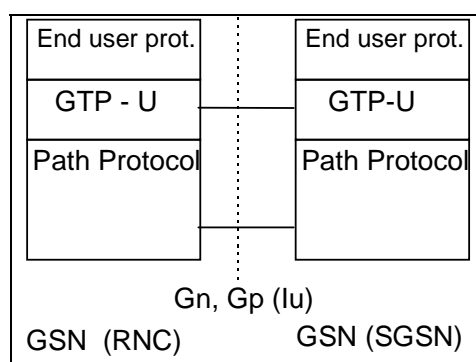 End user prot.
End user prot.
GTP - U
GTP-U
Path Protocol
Path Protocol
Gn, Gp (Iu)
GSN (RNC)
GSN (SGSN)